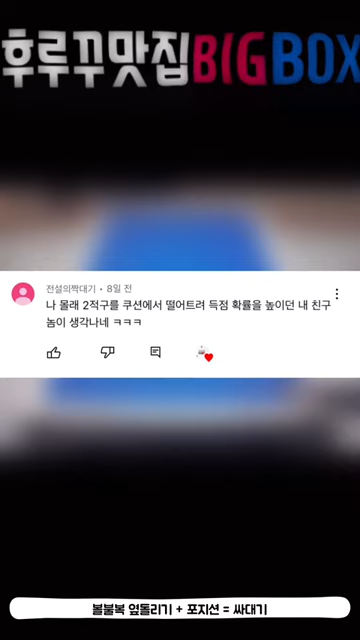 후루꾸맛집BIGBOX
전설의짝대기 • 8일 전
나 몰래 2적구를 쿠션에서 떨어트려 득점 확률을 높이던 내 친구
놈이 생각나네 ㅋㅋㅋ
볼불복 옆돌리기 + 포지션 = 싸대기